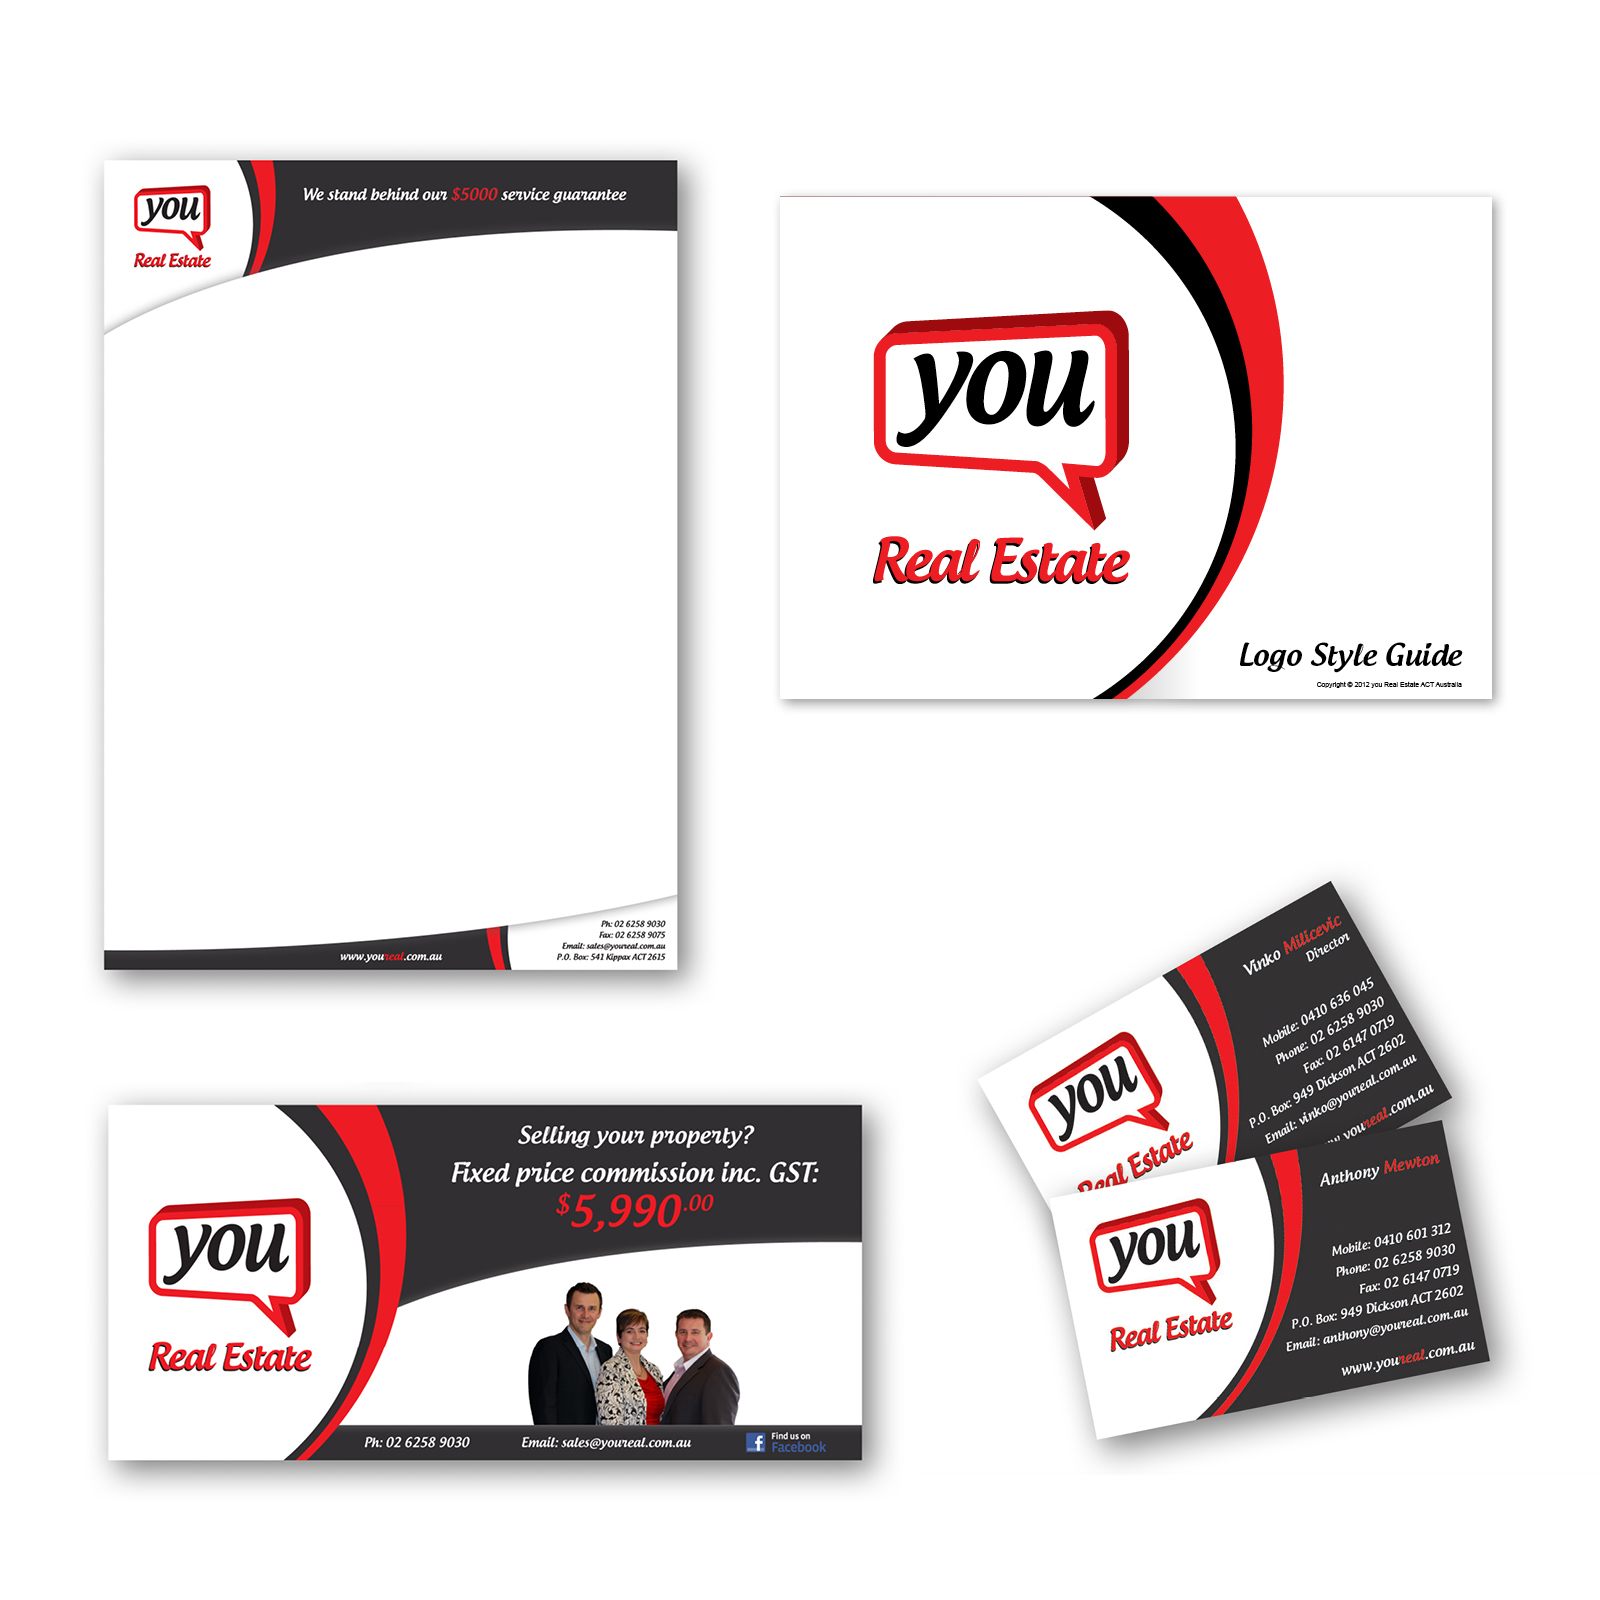 you
Real Estate
We stand behind our $5000 service guarantee
www.youreal.com.au
Ph: 02 6258 9030
Fax: 02 6258 9075
Email: sales@youreal.com.au
P.O. Box: 541 Kippax ACT 2615
you
Real Estate
Logo Style Guide
Copyright © 2012 you Real Estate ACT Australia
you
Real Estate
Selling your property?
Fixed price commission inc. GST:
$5,990.00
Ph: 02 6258 9030
Email: sales@youreal.com.au
Find us on
Facebook
you
Real Estate
Vinko Milicevic
Director
Mobile: 0410 636 045
Phone: 02 6258 9030
Fax: 02 6147 0719
P.O. Box: 949 Dickson ACT 2602
Email: vinko@youreal.com.au
youreal.com.au
you
Real Estate
Anthony Mewton
Mobile: 0410 601 312
Phone: 02 6258 9030
Fax: 02 6147 0719
P.O. Box: 949 Dickson ACT 2602
Email: anthony@youreal.com.au
www.youreal.com.au